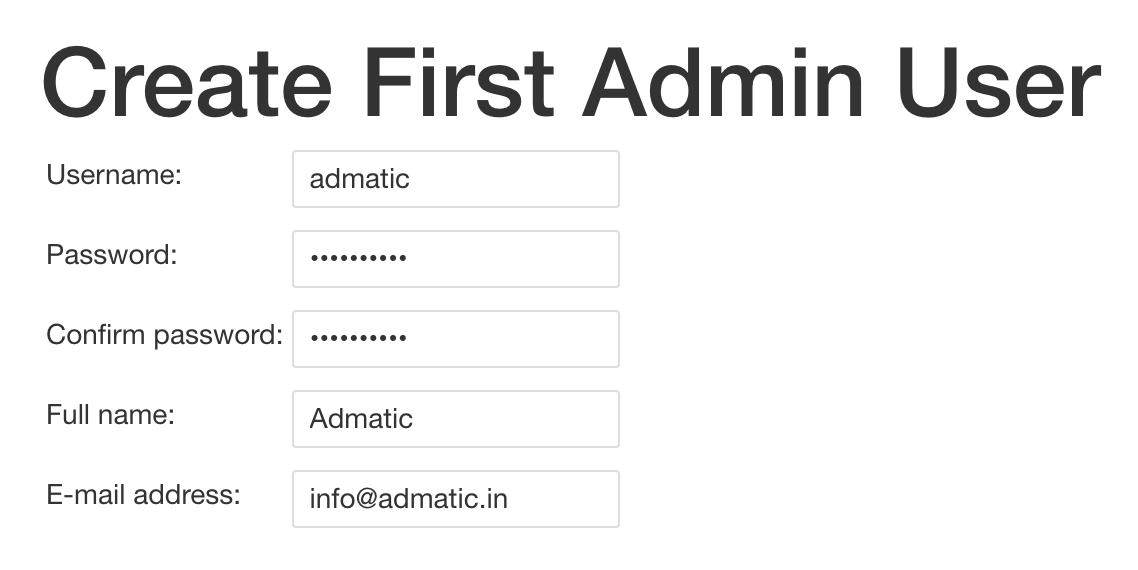 Create First Admin User
Username: admatic
Password: ••••••••••
Confirm password: ••••••••••
Full name: Admatic
E-mail address: info@admatic.in